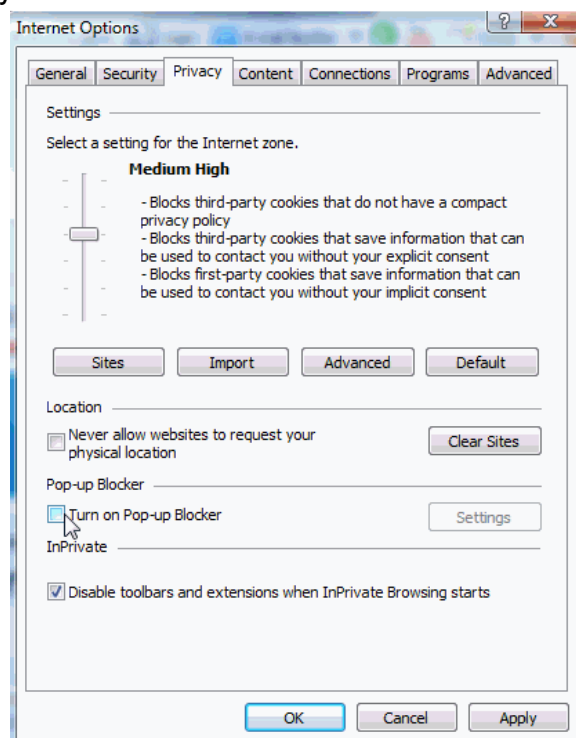 Internet Options
?
X
General Security Privacy Content Connections Programs Advanced
Settings
Select a setting for the Internet zone.
Medium High
- Blocks third-party cookies that do not have a compact
privacy policy
- Blocks third-party cookies that save information that can
be used to contact you without your explicit consent
- Blocks first-party cookies that save information that can
be used to contact you without your implicit consent
Sites Import Advanced Default
Location
Never allow websites to request your
physical location
Clear Sites
Pop-up Blocker
Turn on Pop-up Blocker
Settings
InPrivate
Disable toolbars and extensions when InPrivate Browsing starts
OK Cancel Apply